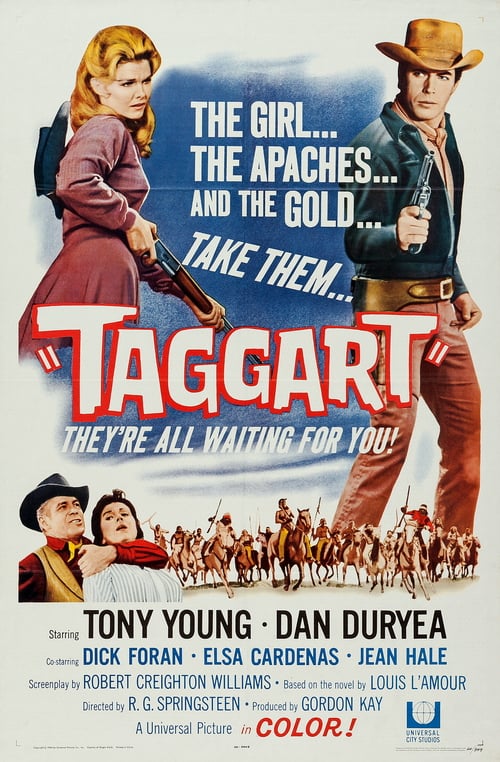 THE GIRL...
THE APACHES...
AND THE GOLD...
TAKE THEM...
"TAGGART"
THEY'RE ALL WAITING FOR YOU!
Starring TONY YOUNG · DAN DURYEA
Co-starring DICK FORAN · ELSA CARDENAS · JEAN HALE
Screenplay by ROBERT CREIGHTON WILLIAMS · Based on the novel by LOUIS L'AMOUR
Directed by R. G. SPRINGSTEEN · Produced by GORDON KAY
A Universal Picture in COLOR!
UNIVERSAL
CITY STUDIOS